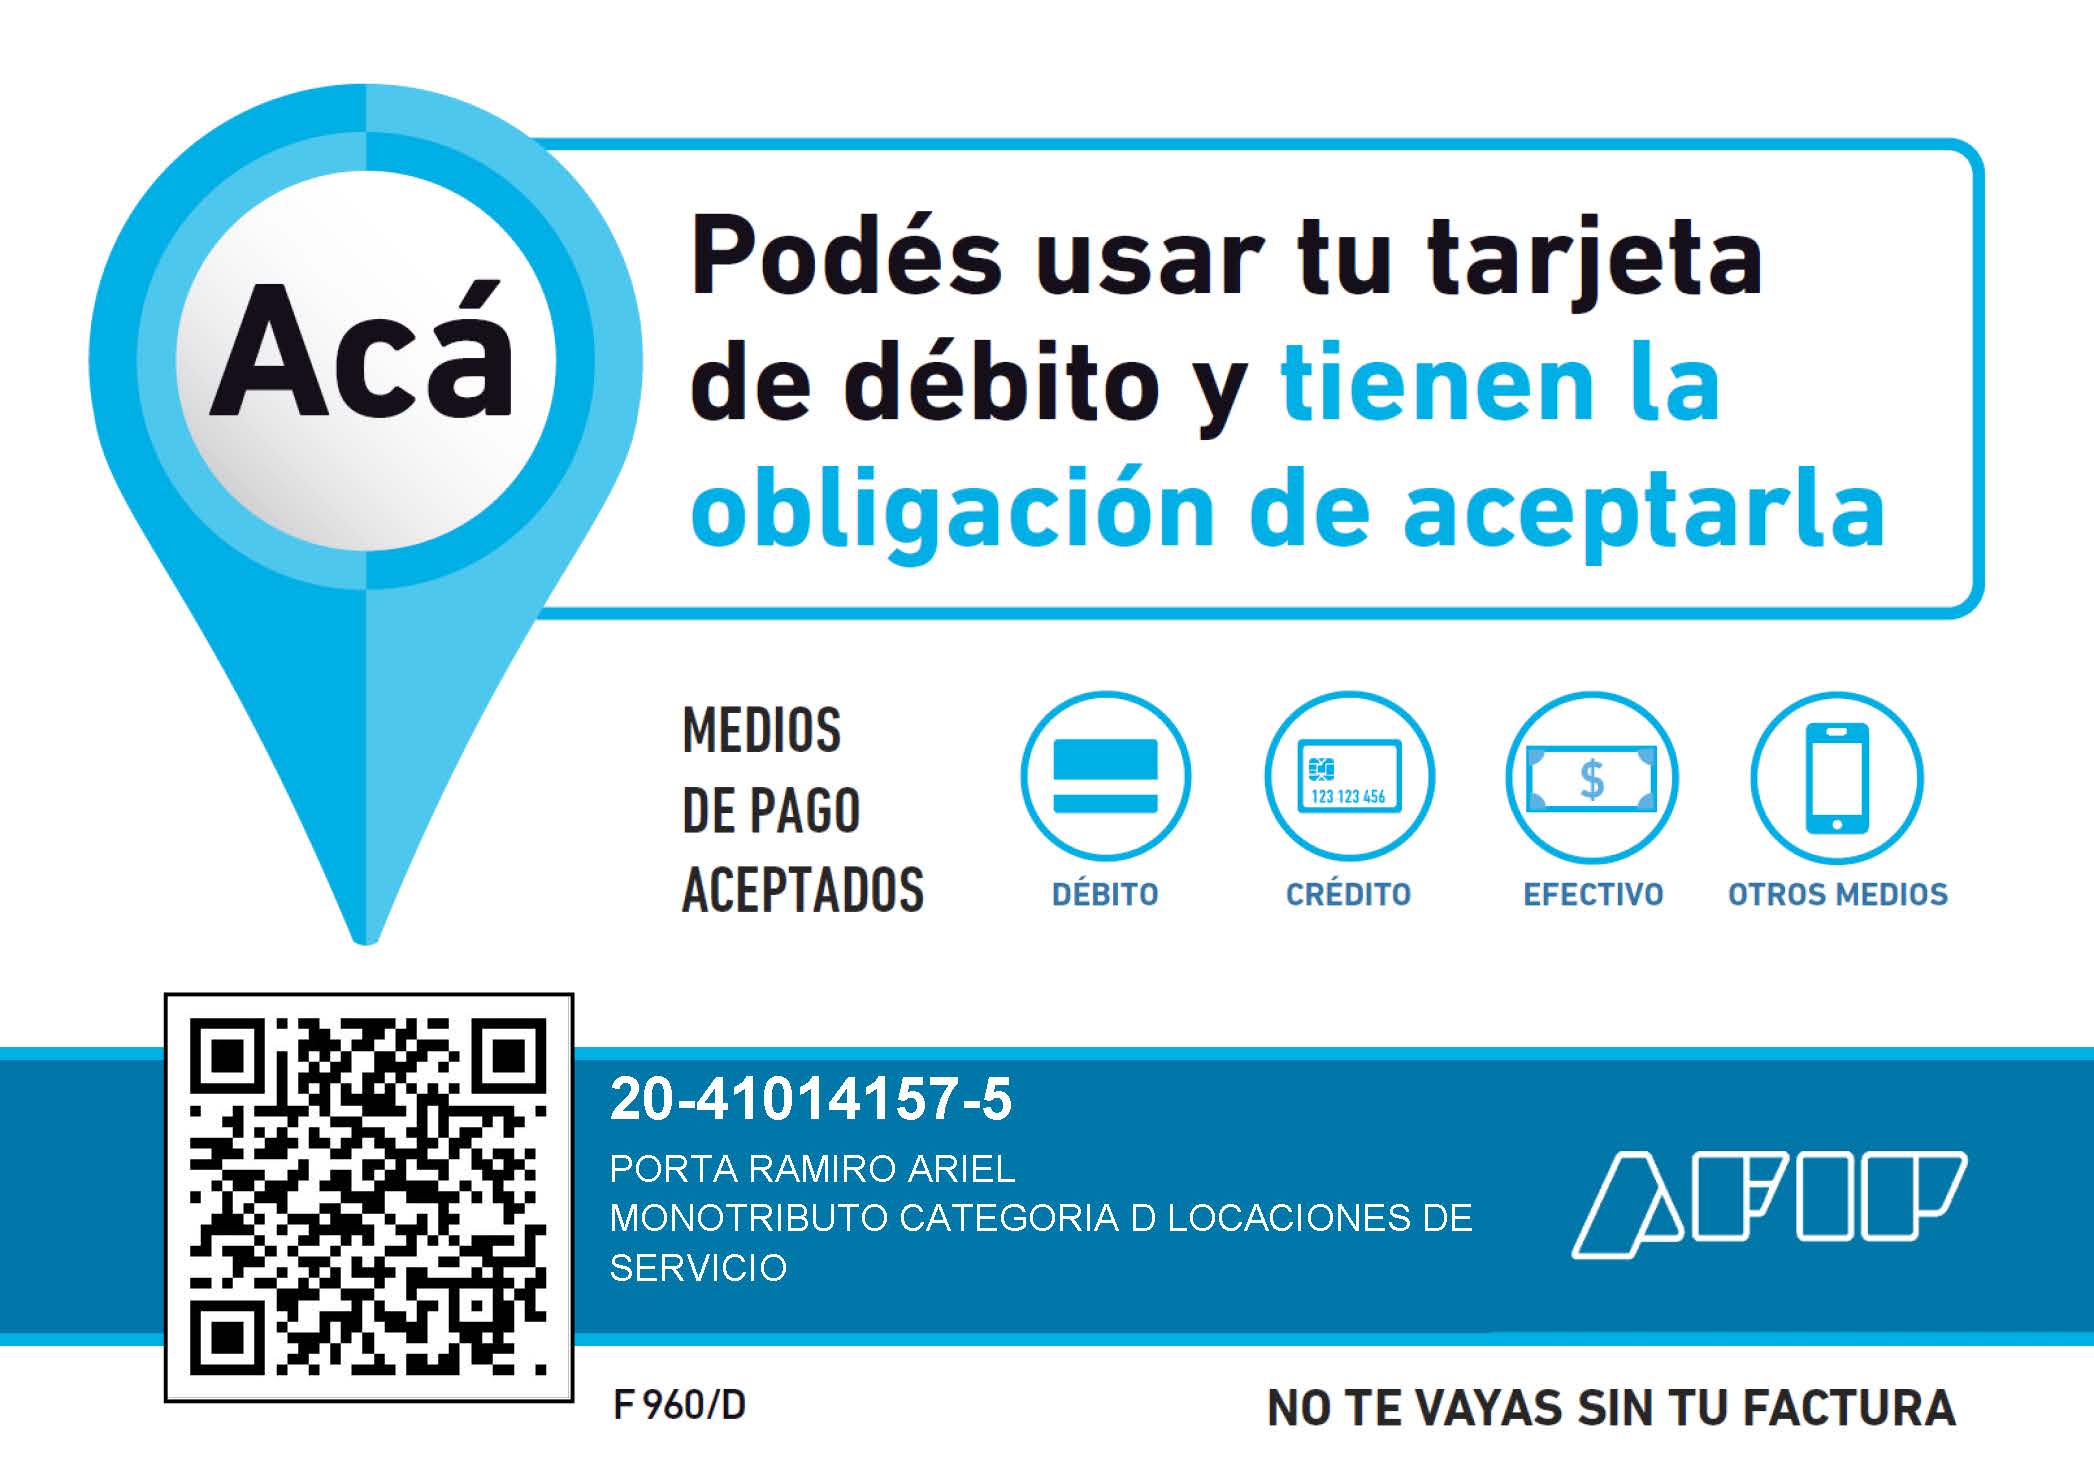 Acá
Podés usar tu tarjeta
de débito y tienen la
obligación de aceptarla
MEDIOS
DE PAGO
ACEPTADOS
123 123 456
$
DÉBITO
CRÉDITO
EFECTIVO
OTROS MEDIOS
20-41014157-5
PORTA RAMIRO ARIEL
MONOTRIBUTO CATEGORIA D LOCACIONES DE
SERVICIO
AFIP
F 960/D
NO TE VAYAS SIN TU FACTURA